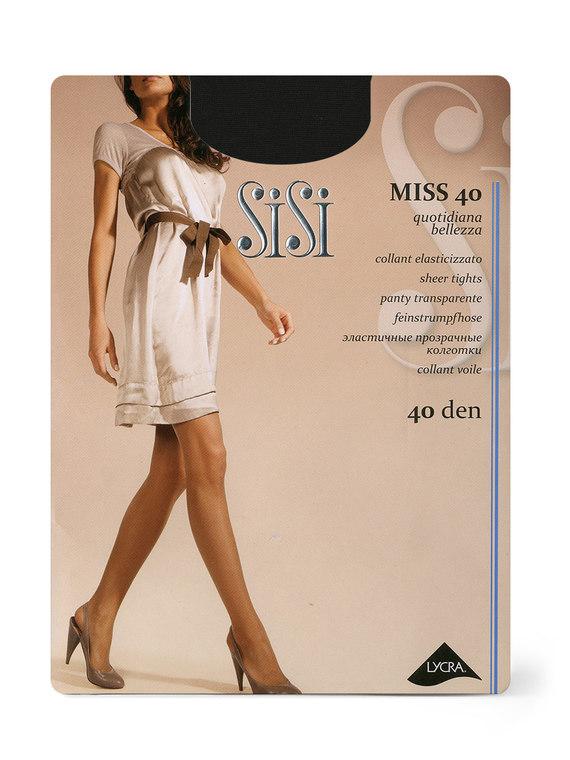 SiSi
MISS 40
quotidiana
bellezza
collant elasticizzato
sheer tights
panty transparente
feinstrumpfhose
эластичные прозрачные
колготки
collant voile
40 den
LYCRA.